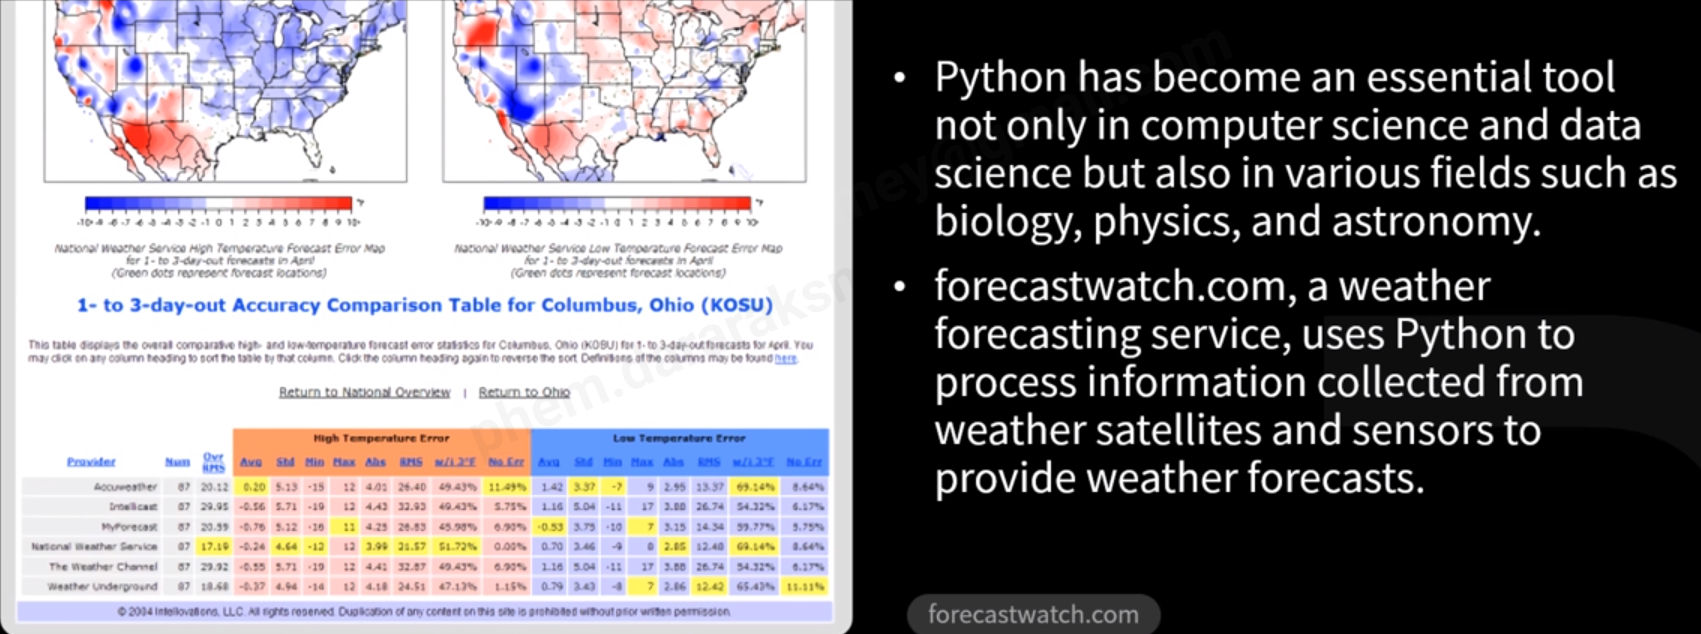 -10 -9 -8 -7 -6 -5 -4 -3 -2 -1 0 1 2 3 4 5 6 7 8 9 10 °F
-10 -9 -8 -7 -6 -5 -4 -3 -2 -1 0 1 2 3 4 5 6 7 8 9 10 °F
National Weather Service High Temperature Forecast Error Map
for 1- to 3-day-out forecasts in April
(Green dots represent forecast locations)
National Weather Service Low Temperature Forecast Error Map
for 1- to 3-day-out forecasts in April
(Green dots represent forecast locations)
1- to 3-day-out Accuracy Comparison Table for Columbus, Ohio (KOSU)
This table displays the overall comparative high- and low-temperature forecast error statistics for Columbus, Ohio (KOSU) for 1- to 3-day-out forecasts for April. You
may click on any column heading to sort the table by that column. Click the column heading again to reverse the sort. Definitions of the columns may be found here.
Return to National Overview | Return to Ohio
High Temperature Error Low Temperature Error
Provider Num Ovr RMS Avg Std Min Max Abs RMS w/i 3°F No Err Avg Std Min Max Abs RMS w/i 3°F No Err
Accuweather 87 20.12 0.20 5.13 -15 12 4.01 26.40 49.43% 11.49% 1.42 3.37 -7 9 2.95 13.37 69.14% 8.64%
Intellicast 87 29.95 -0.56 5.71 -19 12 4.43 32.93 49.43% 5.75% 1.16 5.04 -11 17 3.88 26.74 54.32% 6.17%
MyForecast 87 20.59 -0.76 5.12 -16 11 4.25 26.83 45.98% 6.90% -0.53 3.75 -10 7 3.15 14.34 59.77% 5.75%
National Weather Service 87 17.19 -0.24 4.64 -12 12 3.99 21.57 51.72% 0.00% 0.70 3.46 -9 8 2.85 12.48 69.14% 8.64%
The Weather Channel 87 29.92 -0.55 5.71 -19 12 4.41 32.87 49.43% 6.90% 1.16 5.04 -11 17 3.88 26.74 54.32% 6.17%
Weather Underground 87 18.68 -0.37 4.94 -14 12 4.18 24.51 47.13% 1.15% 0.79 3.43 -8 7 2.86 12.42 65.43% 11.11%
© 2004 Intellovations, LLC. All rights reserved. Duplication of any content on this site is prohibited without prior written permission.
• Python has become an essential tool
not only in computer science and data
science but also in various fields such as
biology, physics, and astronomy.
• forecastwatch.com, a weather
forecasting service, uses Python to
process information collected from
weather satellites and sensors to
provide weather forecasts.
forecastwatch.com